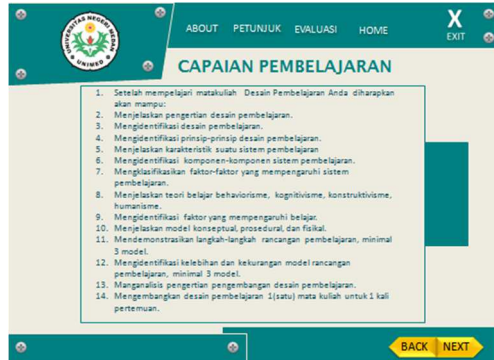 UNIVERSITAS NEGERI MEDAN
UNIMED
ABOUT PETUNJUK EVALUASI HOME
X
EXIT
CAPAIAN PEMBELAJARAN
1. Setelah mempelajari matakuliah Desain Pembelajaran Anda diharapkan
akan mampu:
2. Menjelaskan pengertian desain pembelajaran.
3. Mengidentifikasi desain pembelajaran.
4. Mengidentifikasi prinsip-prinsip desain pembelajaran.
5. Menjelaskan karakteristik suatu sistem pembelajaran
6. Mengidentifikasi komponen-komponen sistem pembelajaran.
7. Mengklasifikasikan faktor-faktor yang mempengaruhi sistem
pembelajaran.
8. Menjelaskan teori belajar behaviorisme, kognitivisme, konstruktivisme,
humanisme.
9. Mengidentifikasi faktor yang mempengaruhi belajar.
10. Menjelaskan model konseptual, prosedural, dan fisikal.
11. Mendemonstrasikan langkah-langkah rancangan pembelajaran, minimal
3 model.
12. Mengidentifikasi kelebihan dan kekurangan model rancangan
pembelajaran, minimal 3 model.
13. Manganalisis pengertian pengembangan desain pembelajaran.
14. Mengembangkan desain pembelajaran 1(satu) mata kuliah untuk 1 kali
pertemuan.
BACK NEXT